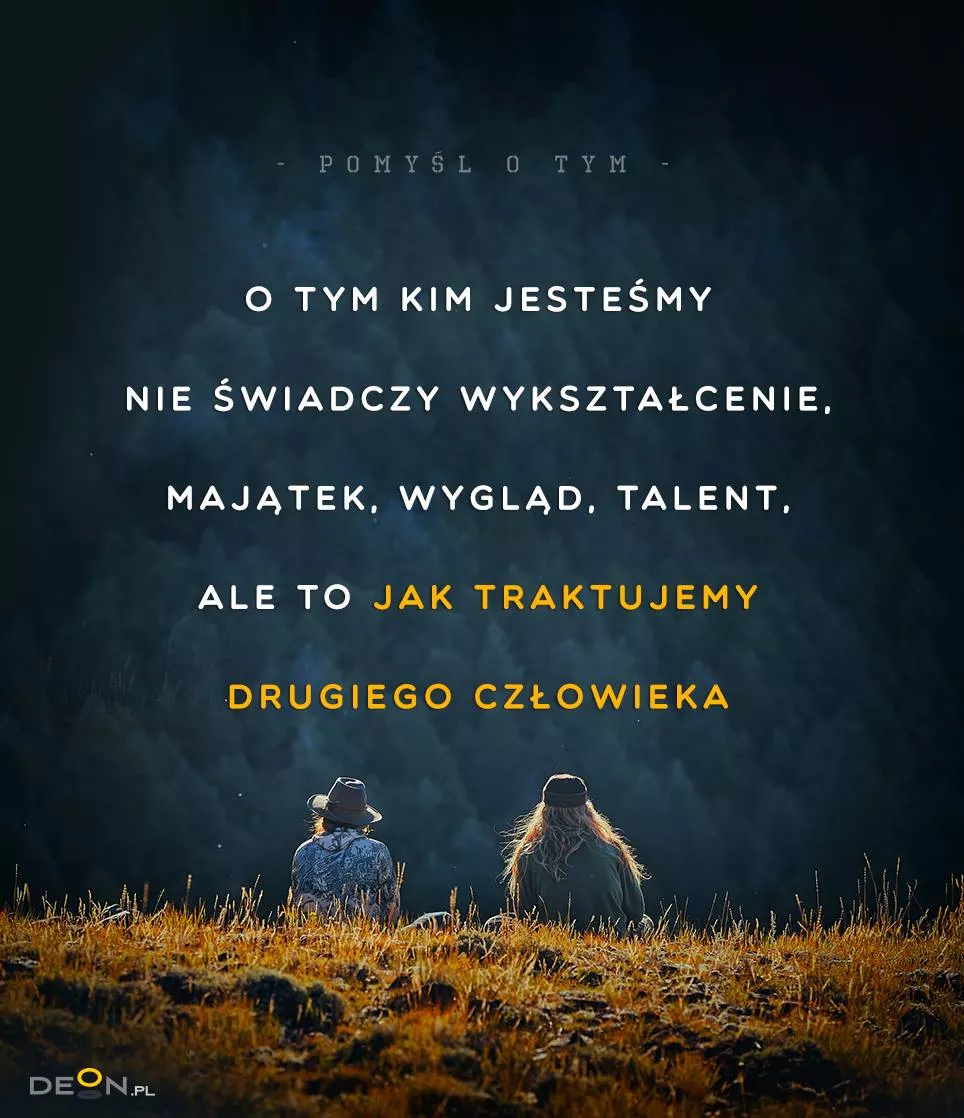 - POMYŚL O TYM -
O TYM KIM JESTEŚMY
NIE ŚWIADCZY WYKSZTAŁCENIE,
MAJĄTEK, WYGLĄD, TALENT,
ALE TO JAK TRAKTUJEMY
DRUGIEGO CZŁOWIEKA
DEON.PL